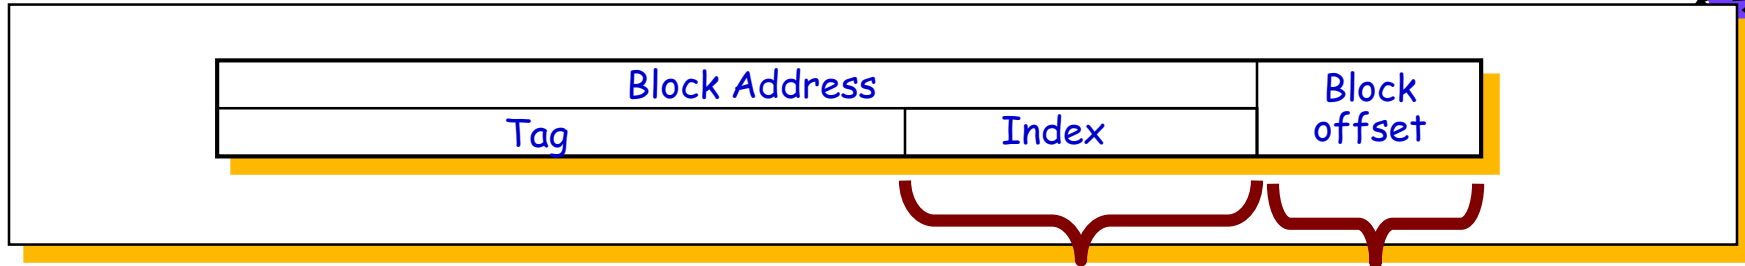 Block Address
Block
offset
Tag
Index